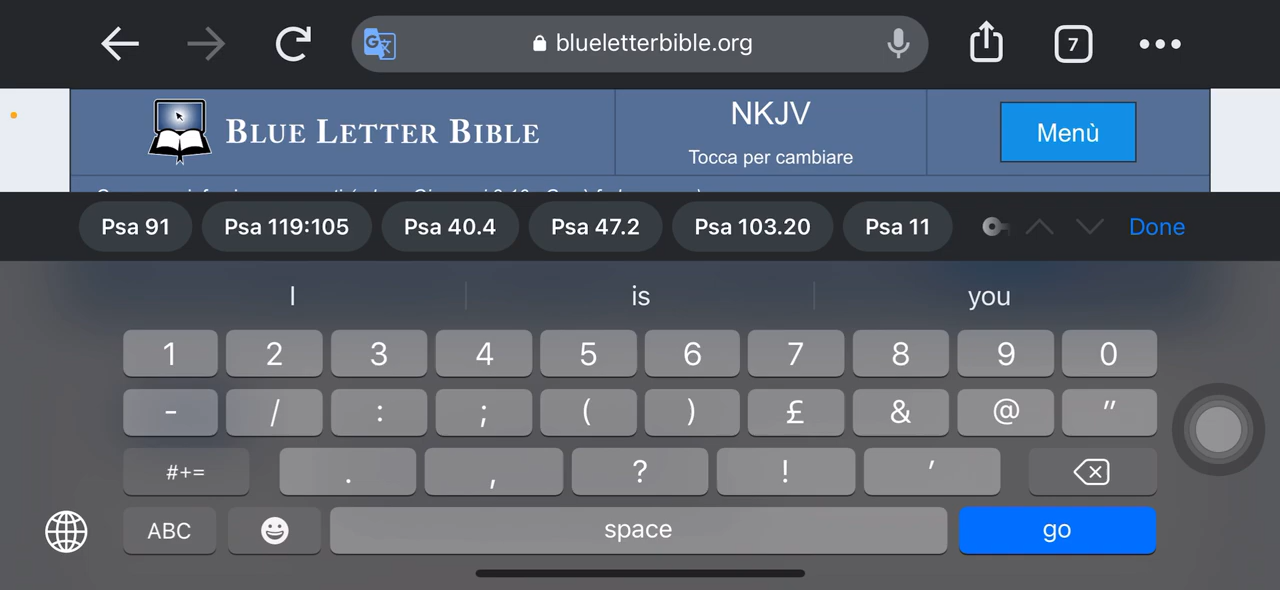 blueletterbible.org
7
BLUE LETTER BIBLE
NKJV
Tocca per cambiare
Menù
Psa 91
Psa 119:105
Psa 40.4
Psa 47.2
Psa 103.20
Psa 11
Done
I
is
you
1 2 3 4 5 6 7 8 9 0
- / : ; ( ) £ & @ "
#+= . , ? ! '
ABC
space
go